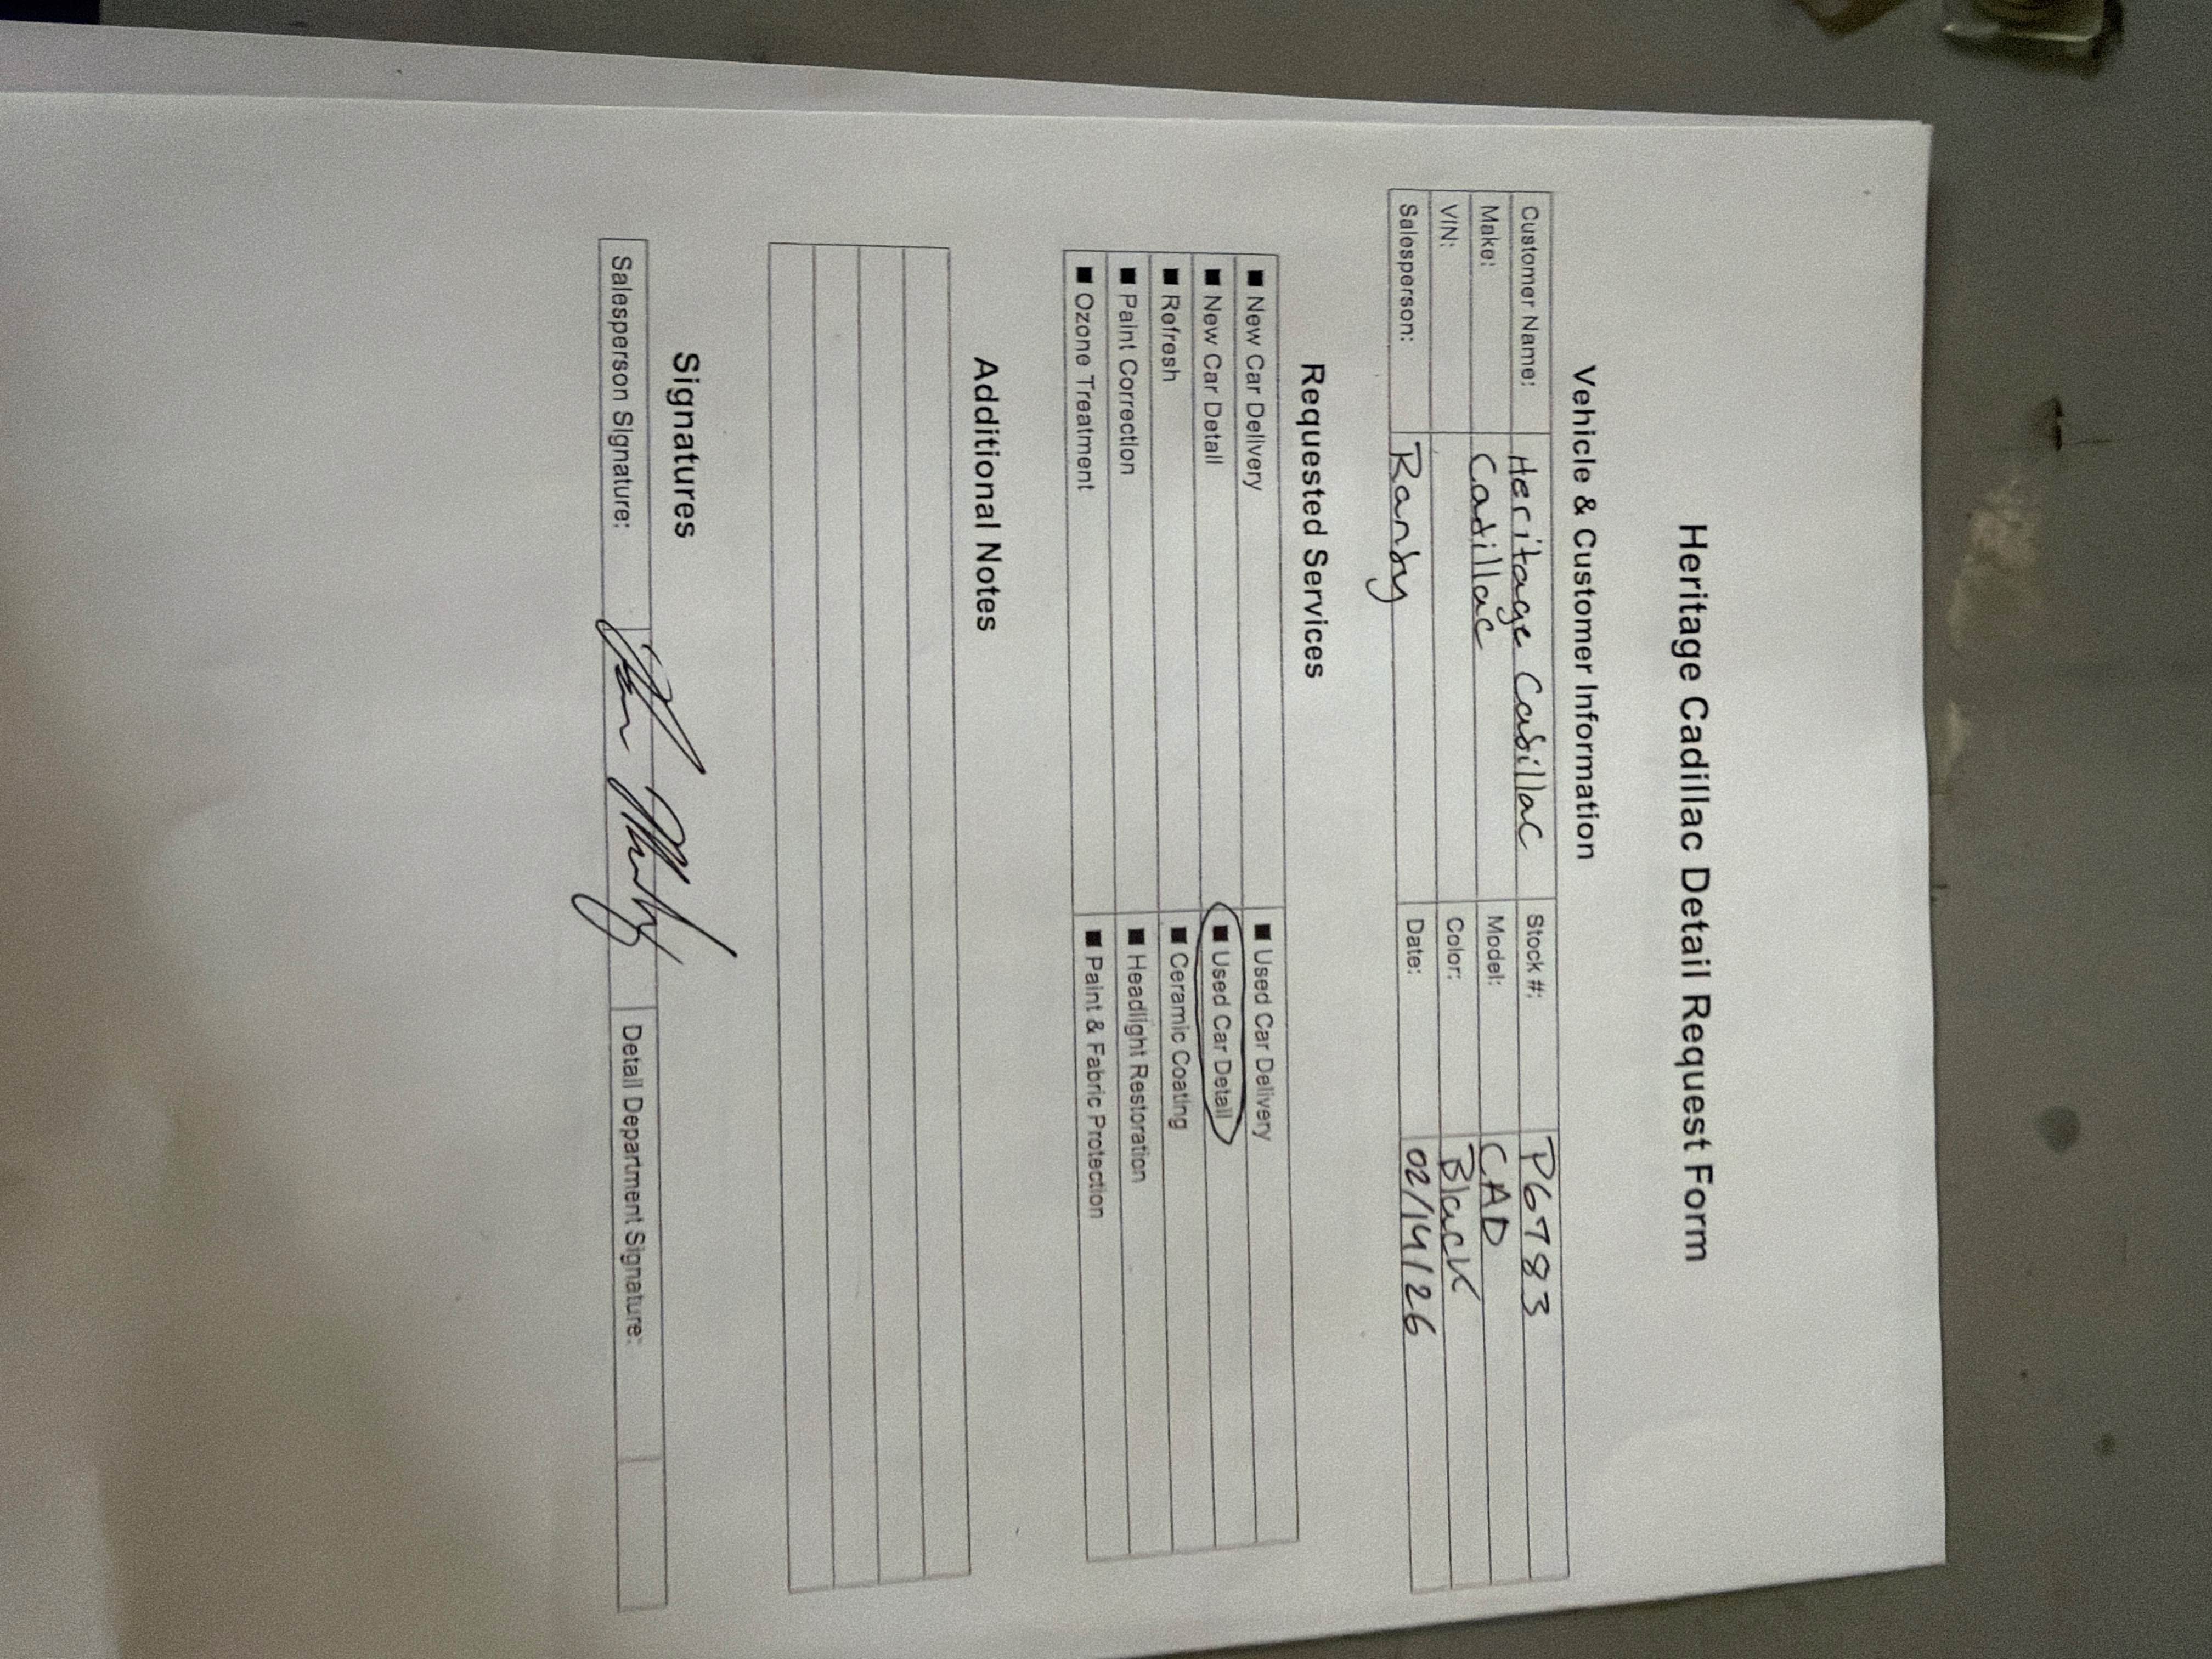 Heritage Cadillac Detail Request Form
Vehicle & Customer Information
Customer Name: Heritage Cadillac Stock #: P6783
Make: Cadillac Model: CAD
VIN: Color: Black
Salesperson: Randy Date: 02/14/26
Requested Services
■ New Car Delivery ■ Used Car Delivery
■ New Car Detail ■ Used Car Detail
■ Refresh ■ Ceramic Coating
■ Paint Correction ■ Headlight Restoration
■ Ozone Treatment ■ Paint & Fabric Protection
Additional Notes
Signatures
Salesperson Signature: Detail Department Signature: